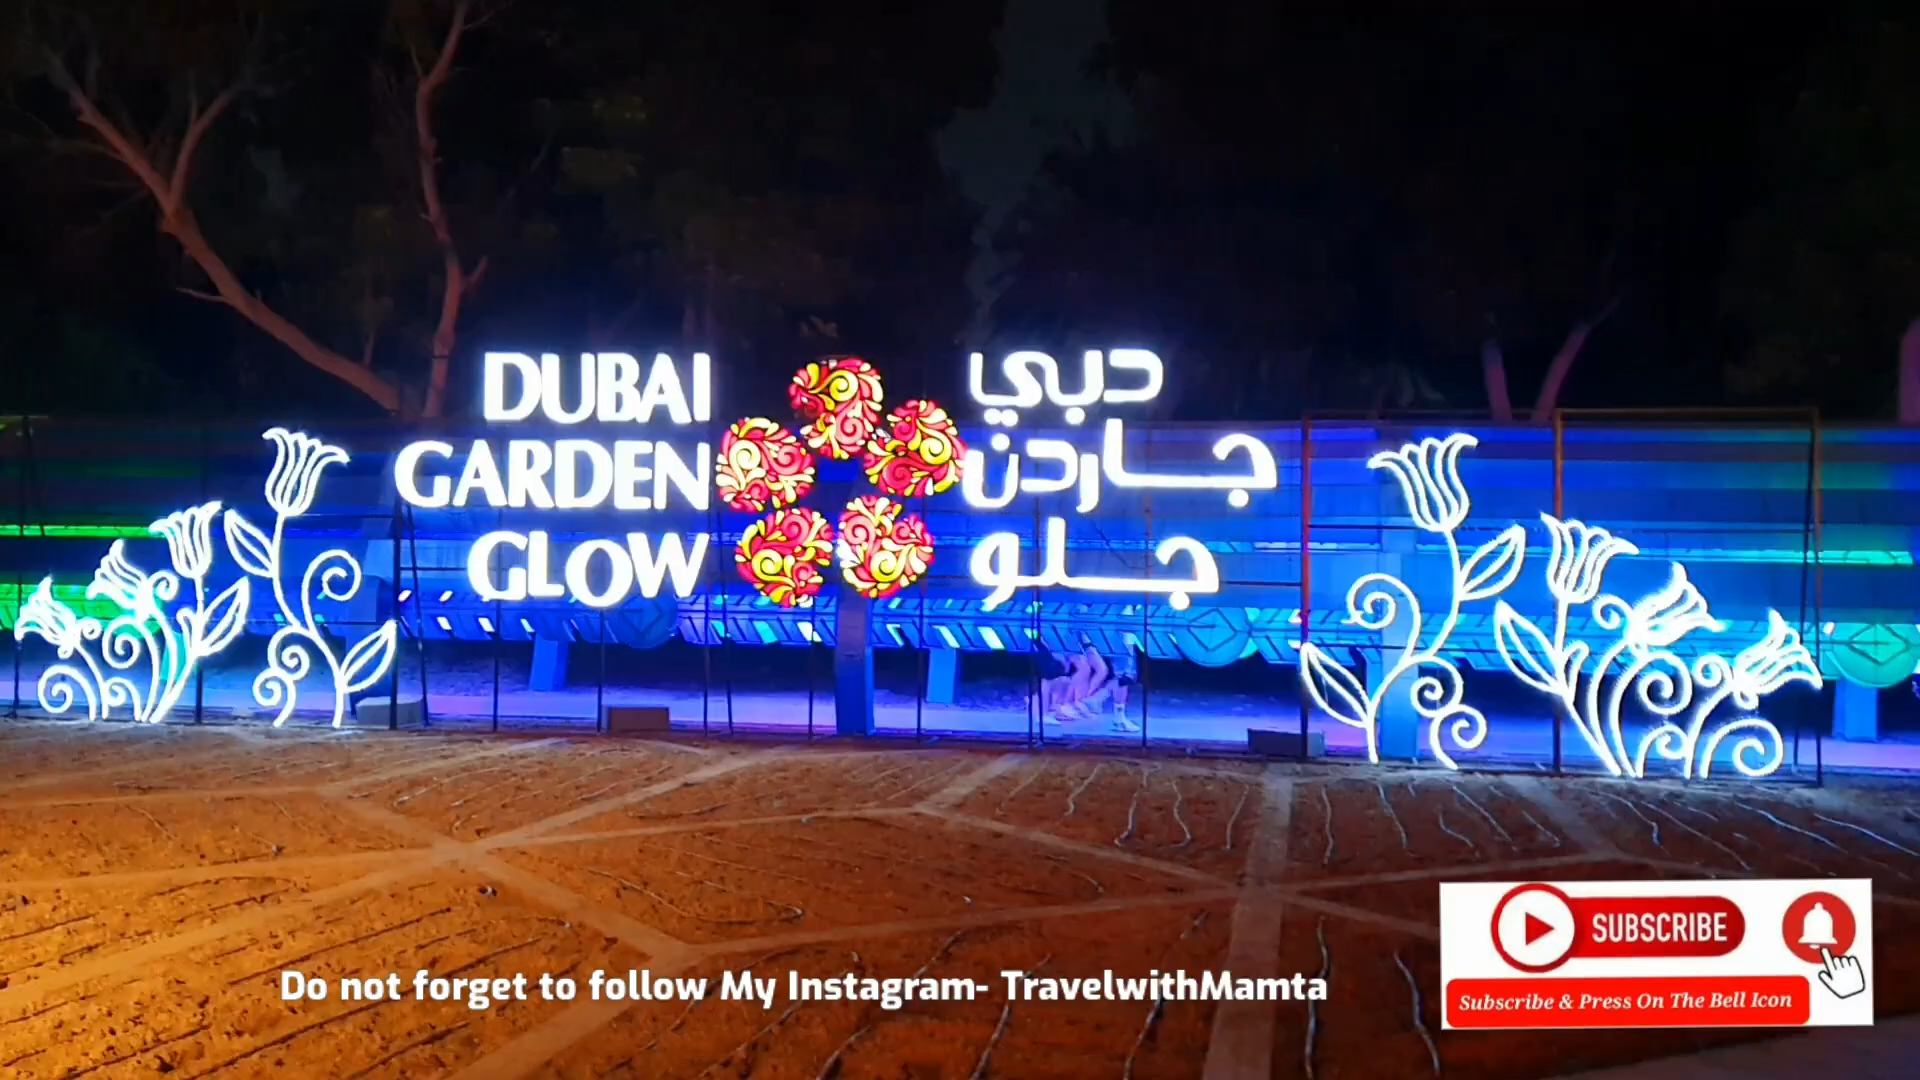 DUBAI
GARDEN
GLOW
دبي
جاردن
جلو
SUBSCRIBE
Subscribe & Press On The Bell Icon
Do not forget to follow My Instagram- TravelwithMamta